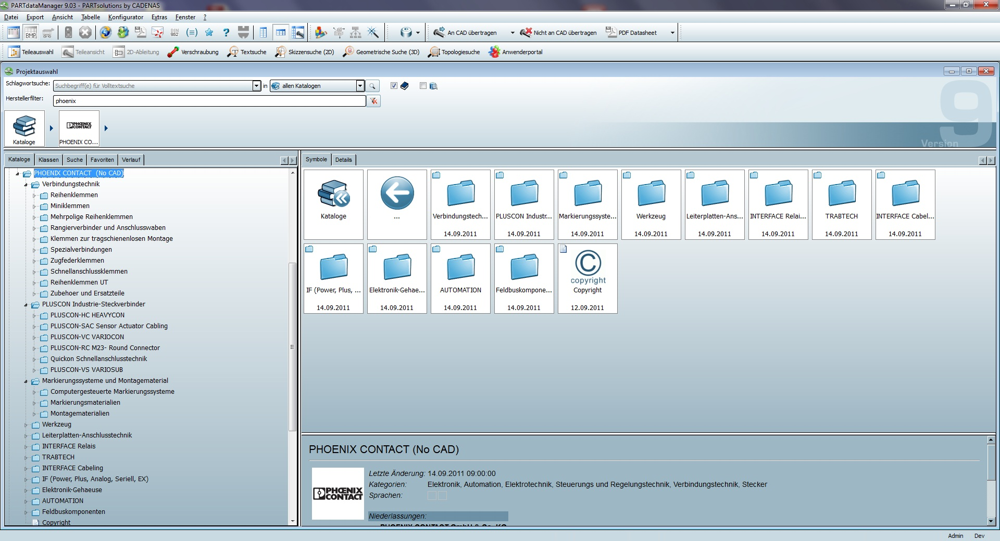 PARTdataManager 9.03 - PARTsolutions by CADENAS
Datei Export Ansicht Tabelle Konfigurator Extras Fenster ?
BMP DIN 962 (=) ? An CAD übertragen Nicht an CAD übertragen PDF Datasheet
Teileauswahl Teileansicht 2D-Ableitung Verschraubung Textsuche Skizzensuche (2D) Geometrische Suche (3D) Topologiesuche Anwenderportal
Projektauswahl
Schlagwortsuche: Suchbegriff(e) für Volltextsuche in allen Katalogen
Herstellerfilter: phoenix
9
Version
PHŒNIX CONTACT
Kataloge PHOENIX CO...
Kataloge Klassen Suche Favoriten Verlauf
PHOENIX CONTACT (No CAD)
Verbindungstechnik
Reihenklemmen
Miniklemmen
Mehrpolige Reihenklemmen
Rangierverbinder und Anschlusswaben
Klemmen zur tragschienenlosen Montage
Spezialverbindungen
Zugfederklemmen
Schnellanschlussklemmen
Reihenklemmen UT
Zubehoer und Ersatzteile
PLUSCON Industrie-Steckverbinder
PLUSCON-HC HEAVYCON
PLUSCON-SAC Sensor Actuator Cabling
PLUSCON-VC VARIOCON
PLUSCON-RC M23- Round Connector
Quickon Schnellanschlusstechnik
PLUSCON-VS VARIOSUB
Markierungssysteme und Montagematerial
Computergesteuerte Markierungssysteme
Markierungsmaterialien
Montagematerialien
Werkzeug
Leiterplatten-Anschlusstechnik
INTERFACE Relais
TRABTECH
INTERFACE Cabeling
IF (Power, Plus, Analog, Seriell, EX)
Elektronik-Gehaeuse
AUTOMATION
Feldbuskomponenten
Copyright
Symbole Details
Kataloge ... Verbindungstech... PLUSCON Industr... Markierungssyste... Werkzeug Leiterplatten-Ans... INTERFACE Relai... TRABTECH INTERFACE Cabel...
14.09.2011 14.09.2011 14.09.2011 14.09.2011 14.09.2011 14.09.2011 14.09.2011 14.09.2011
copyright
IF (Power, Plus, ... Elektronik-Gehae... AUTOMATION Feldbuskompone... Copyright
14.09.2011 14.09.2011 14.09.2011 14.09.2011 12.09.2011
PHOENIX CONTACT (No CAD)
PHŒNIX CONTACT
Letzte Änderung: 14.09.2011 09:00:00
Kategorien: Elektronik, Automation, Elektrotechnik, Steuerungs und Regelungstechnik, Verbindungstechnik, Stecker
Sprachen:
Niederlassungen:
PHOENIX CONTACT GmbH & Co. KG
Admin Dev